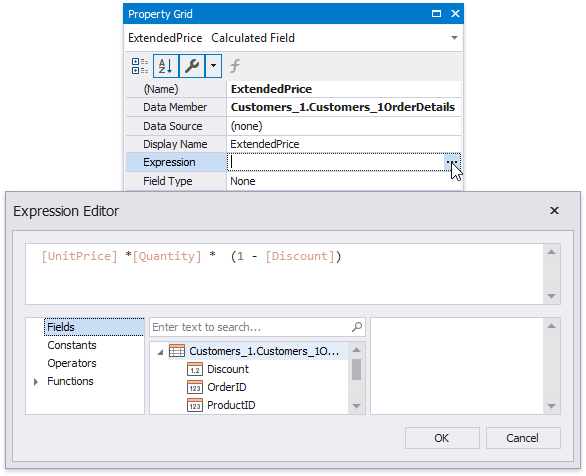 Property Grid
ExtendedPrice Calculated Field
(Name) ExtendedPrice
Data Member Customers_1.Customers_1OrderDetails
Data Source (none)
Display Name ExtendedPrice
Expression ...
Field Type None
Expression Editor
[UnitPrice] *[Quantity] * (1 - [Discount])
Fields
Constants
Operators
Functions
Enter text to search...
Customers_1.Customers_1O...
1.2 Discount
123 OrderID
123 ProductID
OK Cancel